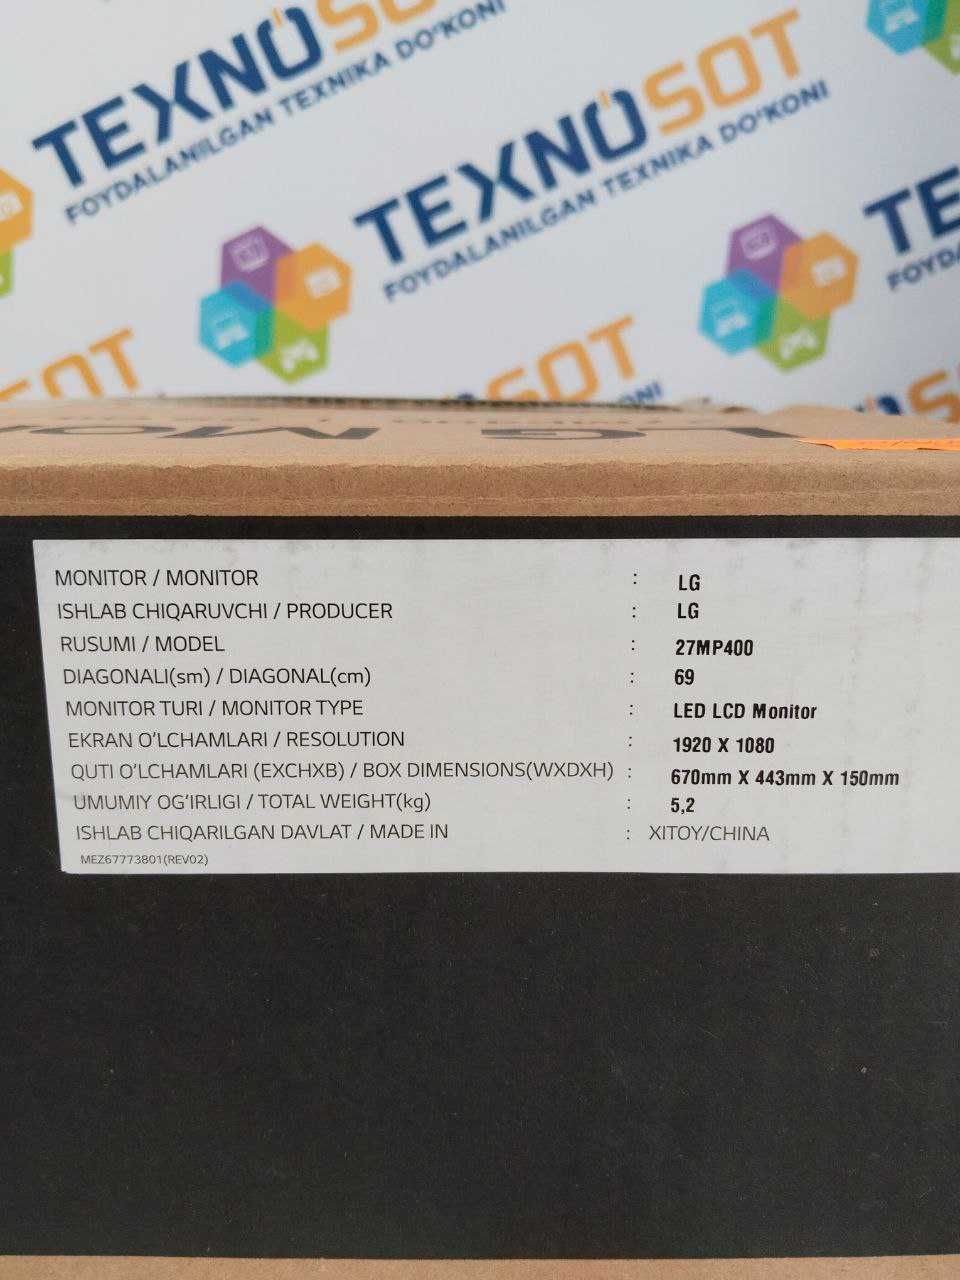 TEXNOSOT
FOYDALANILGAN TEXNIKA DO'KONI
TEXNOSOT
FOYDALANILGAN TEXNIKA DO'KONI
LG
MONITOR / MONITOR : LG
ISHLAB CHIQARUVCHI / PRODUCER : LG
RUSUMI / MODEL : 27MP400
DIAGONALI(sm) / DIAGONAL(cm) : 69
MONITOR TURI / MONITOR TYPE : LED LCD Monitor
EKRAN O'LCHAMLARI / RESOLUTION : 1920 X 1080
QUTI O'LCHAMLARI (EXCHXB) / BOX DIMENSIONS(WXDXH) : 670mm X 443mm X 150mm
UMUMIY OG'IRLIGI / TOTAL WEIGHT(kg) : 5,2
ISHLAB CHIQARILGAN DAVLAT / MADE IN : XITOY/CHINA
MEZ67773801(REV02)